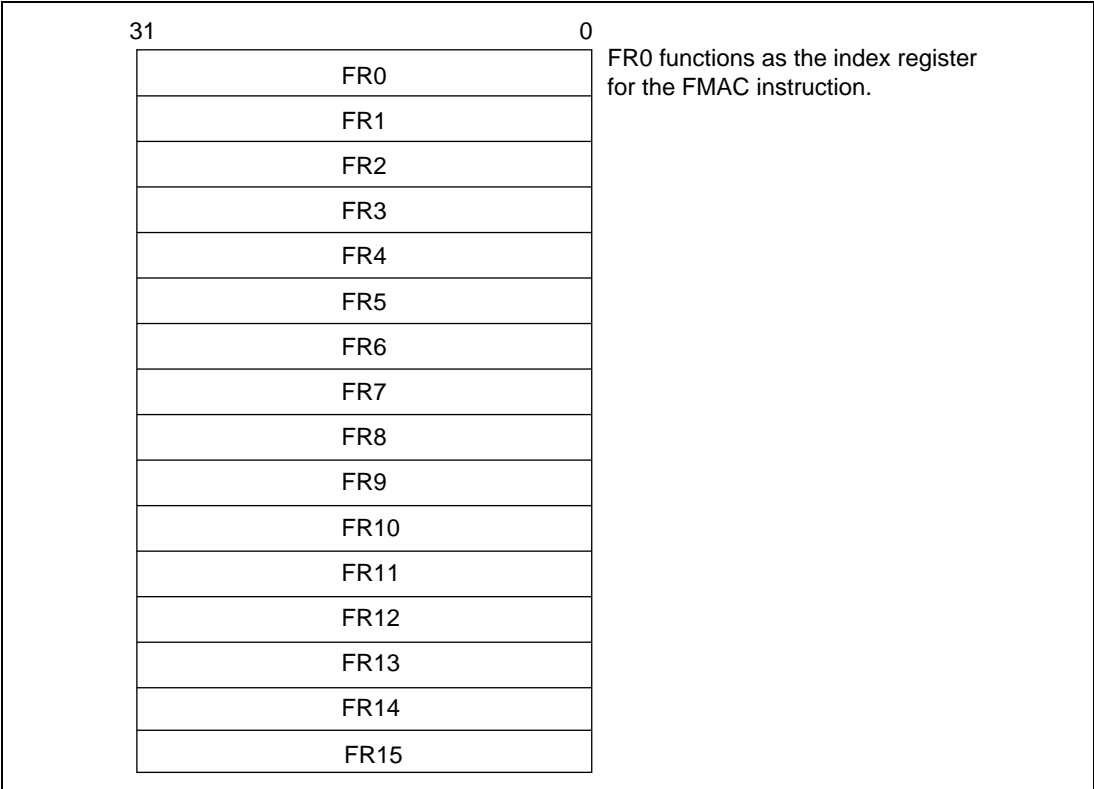 31 0
FR0
FR0 functions as the index register
for the FMAC instruction.
FR1
FR2
FR3
FR4
FR5
FR6
FR7
FR8
FR9
FR10
FR11
FR12
FR13
FR14
FR15